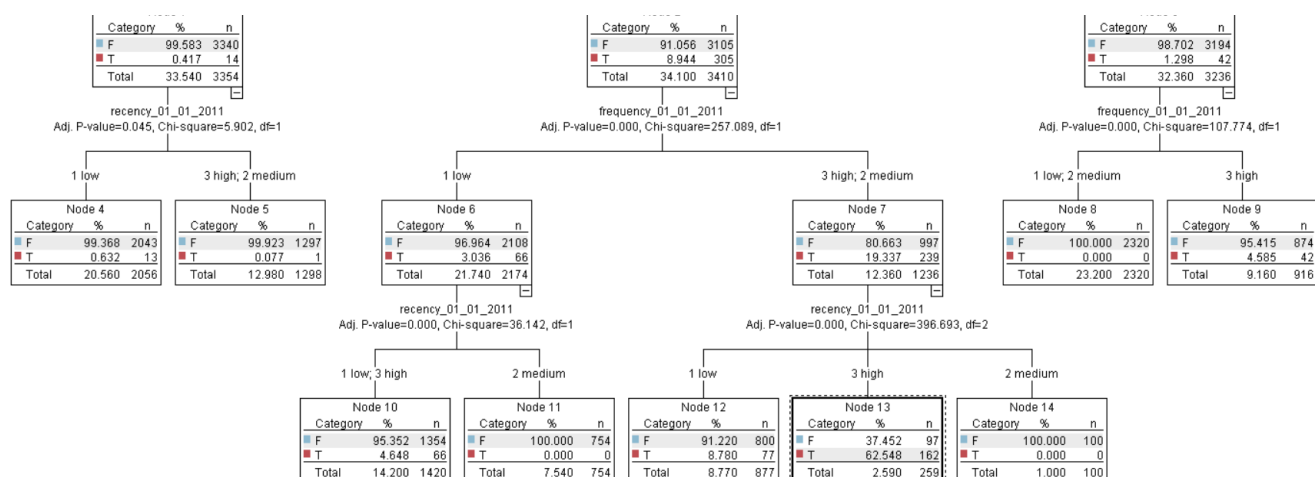 Category % n
F 99.583 3340
T 0.417 14
Total 33.540 3354
Category % n
F 91.056 3105
T 8.944 305
Total 34.100 3410
Category % n
F 98.702 3194
T 1.298 42
Total 32.360 3236
recency_01_01_2011
Adj. P-value=0.045, Chi-square=5.902, df=1
frequency_01_01_2011
Adj. P-value=0.000, Chi-square=257.089, df=1
frequency_01_01_2011
Adj. P-value=0.000, Chi-square=107.774, df=1
1 low
3 high; 2 medium
1 low
3 high; 2 medium
1 low; 2 medium
3 high
Node 4
Category % n
F 99.368 2043
T 0.632 13
Total 20.560 2056
Node 5
Category % n
F 99.923 1297
T 0.077 1
Total 12.980 1298
Node 6
Category % n
F 96.964 2108
T 3.036 66
Total 21.740 2174
Node 7
Category % n
F 80.663 997
T 19.337 239
Total 12.360 1236
Node 8
Category % n
F 100.000 2320
T 0.000 0
Total 23.200 2320
Node 9
Category % n
F 95.415 874
T 4.585 42
Total 9.160 916
recency_01_01_2011
Adj. P-value=0.000, Chi-square=36.142, df=1
recency_01_01_2011
Adj. P-value=0.000, Chi-square=396.693, df=2
1 low; 3 high
2 medium
1 low
3 high
2 medium
Node 10
Category % n
F 95.352 1354
T 4.648 66
Total 14.200 1420
Node 11
Category % n
F 100.000 754
T 0.000 0
Total 7.540 754
Node 12
Category % n
F 91.220 800
T 8.780 77
Total 8.770 877
Node 13
Category % n
F 37.452 97
T 62.548 162
Total 2.590 259
Node 14
Category % n
F 100.000 100
T 0.000 0
Total 1.000 100